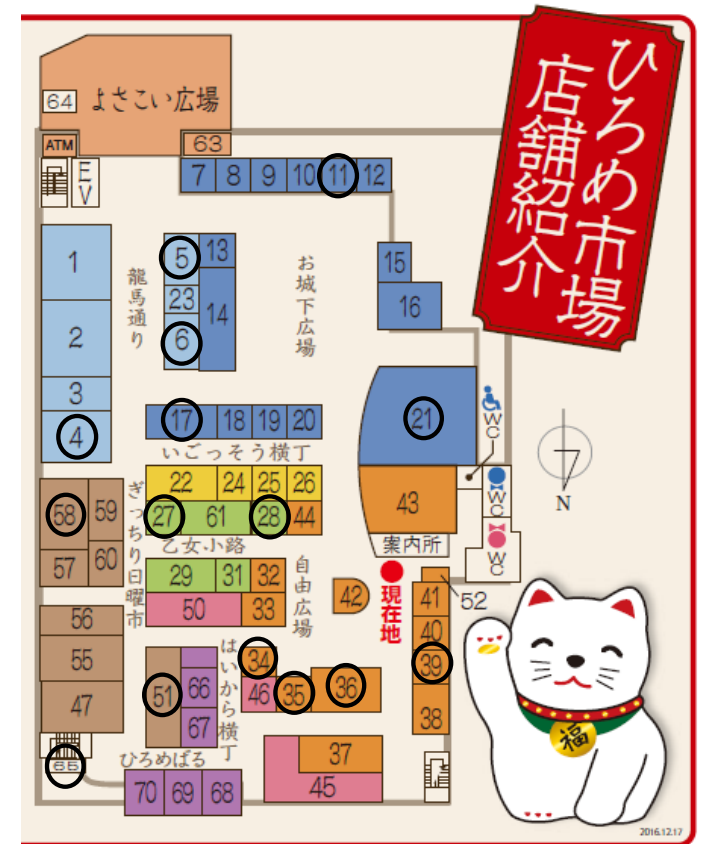 ひろめ市場
店舗紹介
64
よさこい広場
ATM
63
EV
7 8 9 10 11 12
1
5 13
龍馬通り
23
14
お城下広場
15
16
2
6
3
4
17 18 19 20
21
WC
いごっそう横丁
22 24 25 26
27 61 28 44
43
WC
WC
N
58 59
57 60
ぎっちり日曜市
乙女小路
案内所
29 31 32
50 33
自由広場
42
現在地
41
52
40
39
38
56
55
47
はいから横丁
34
46 35 36
51 66
67
65
ひろめばる
37
45
70 69 68
福
2016.12.17